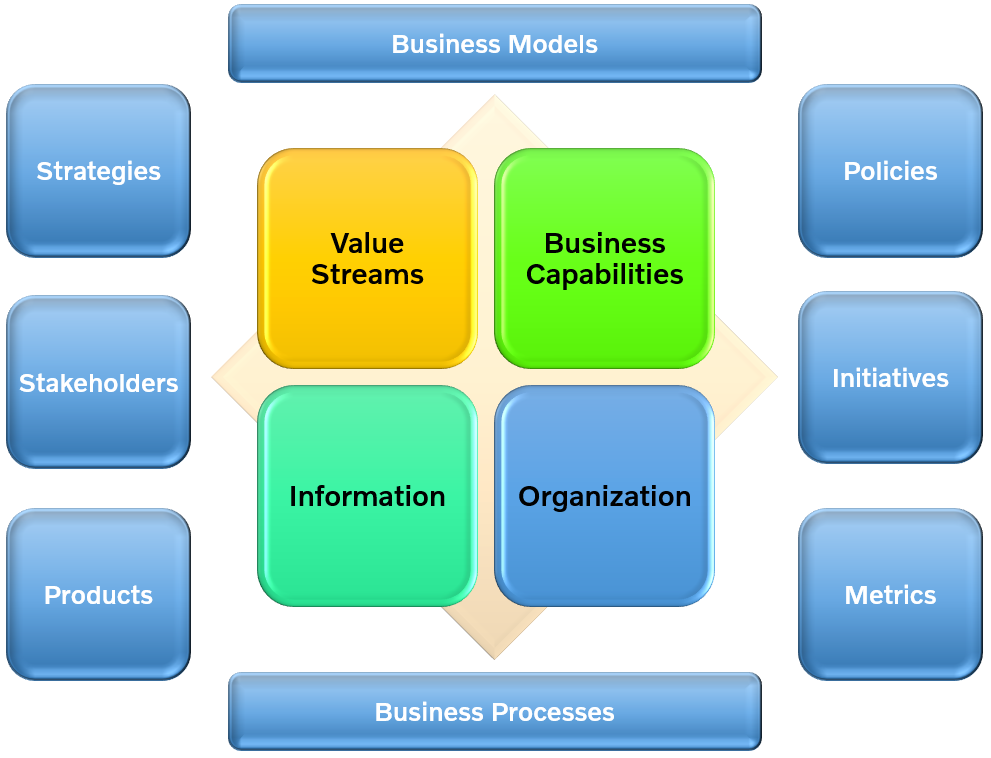 Business Models
Strategies
Policies
Value
Streams
Business
Capabilities
Stakeholders
Initiatives
Information
Organization
Products
Metrics
Business Processes